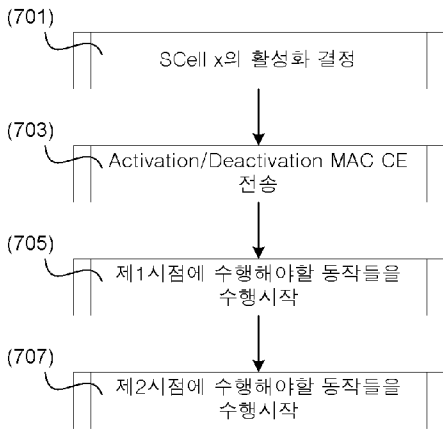 (701)
SCell x의 활성화 결정
(703)
Activation/Deactivation MAC CE
전송
(705)
제1시점에 수행해야할 동작들을
수행시작
(707)
제2시점에 수행해야할 동작들을
수행시작